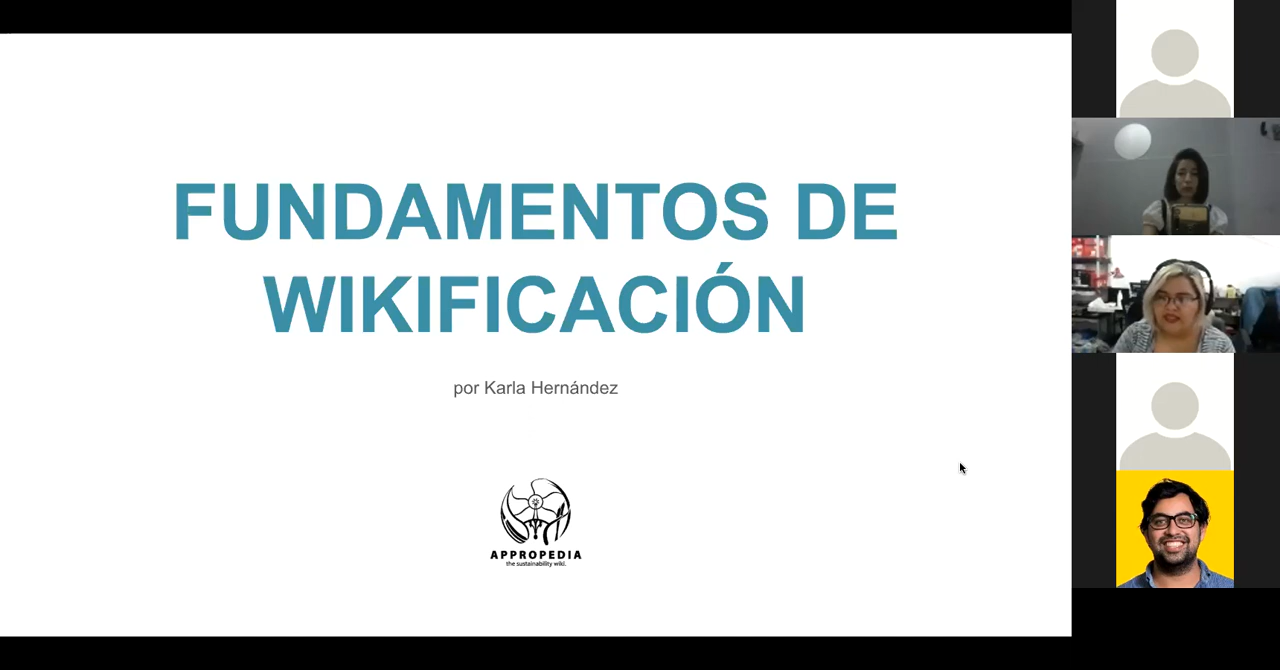 FUNDAMENTOS DE
WIKIFICACIÓN
por Karla Hernández
APPROPEDIA
the sustainability wiki.